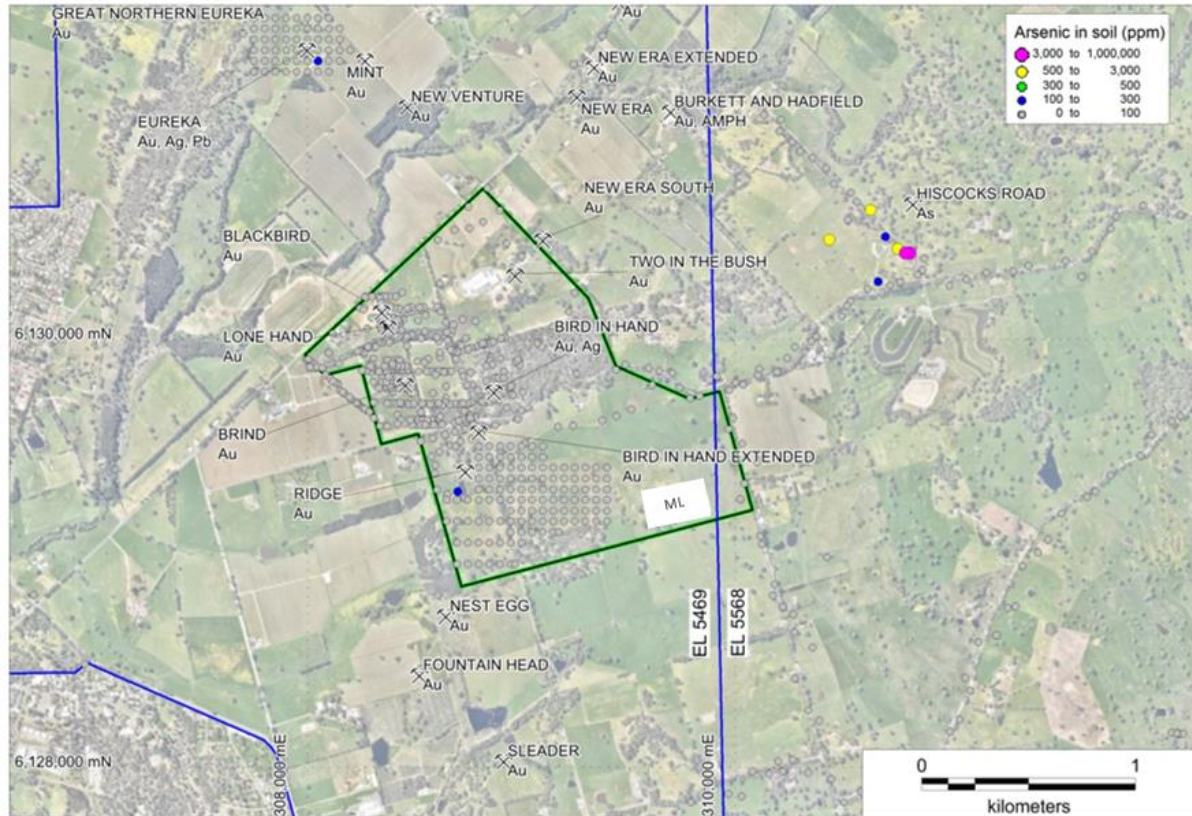 GREAT NORTHERN EUREKA
Au
Au
MINT
Au
NEW ERA EXTENDED
Au
NEW VENTURE
Au
NEW ERA
Au
BURKETT AND HADFIELD
Au, AMPH
EUREKA
Au, Ag, Pb
Arsenic in soil (ppm)
3,000 to 1,000,000
500 to 3,000
300 to 500
100 to 300
0 to 100
NEW ERA SOUTH
Au
HISCOCKS ROAD
As
BLACKBIRD
Au
TWO IN THE BUSH
Au
6,130,000 mN
LONE HAND
Au
BIRD IN HAND
Au, Ag
BRIND
Au
BIRD IN HAND EXTENDED
Au
RIDGE
Au
ML
NEST EGG
Au
EL 5469
EL 5568
FOUNTAIN HEAD
Au
308,000 mE
310,000 mE
6,128,000 mN
SLEADER
Au
0 1
kilometers